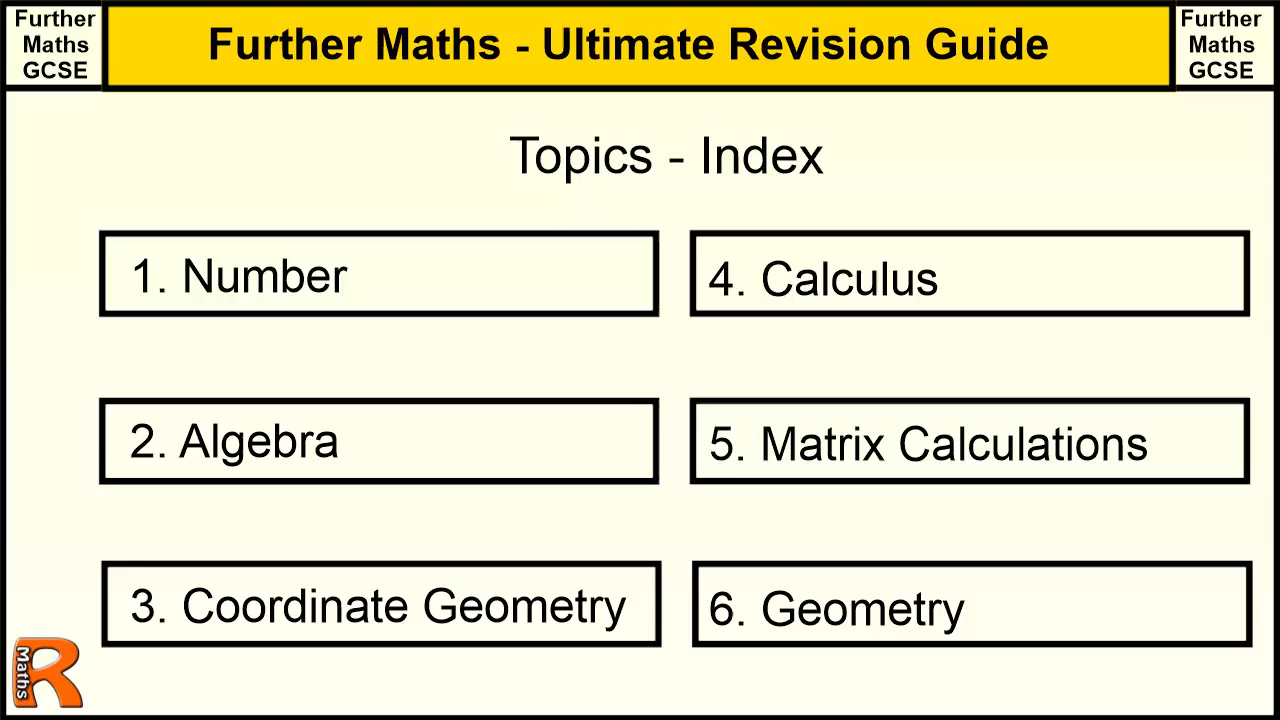 Further
Maths
GCSE
Further Maths - Ultimate Revision Guide
Further
Maths
GCSE
Topics - Index
1. Number
4. Calculus
2. Algebra
5. Matrix Calculations
3. Coordinate Geometry
6. Geometry
R
Maths